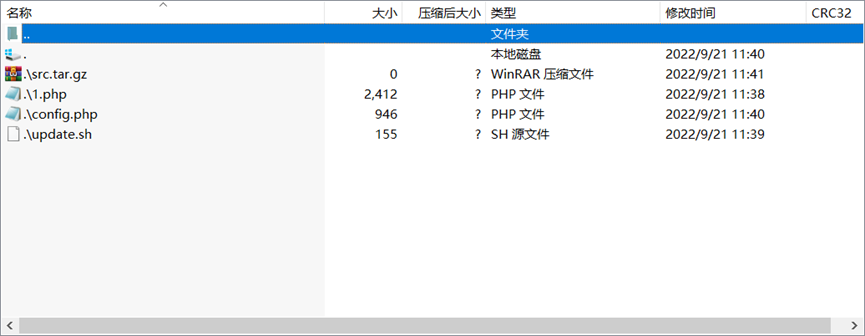 名称 大小 压缩后大小 类型 修改时间 CRC32
.. 文件夹
. 本地磁盘 2022/9/21 11:40
.\src.tar.gz 0 ? WinRAR 压缩文件 2022/9/21 11:41
.\1.php 2,412 ? PHP 文件 2022/9/21 11:38
.\config.php 946 ? PHP 文件 2022/9/21 11:40
.\update.sh 155 ? SH 源文件 2022/9/21 11:39